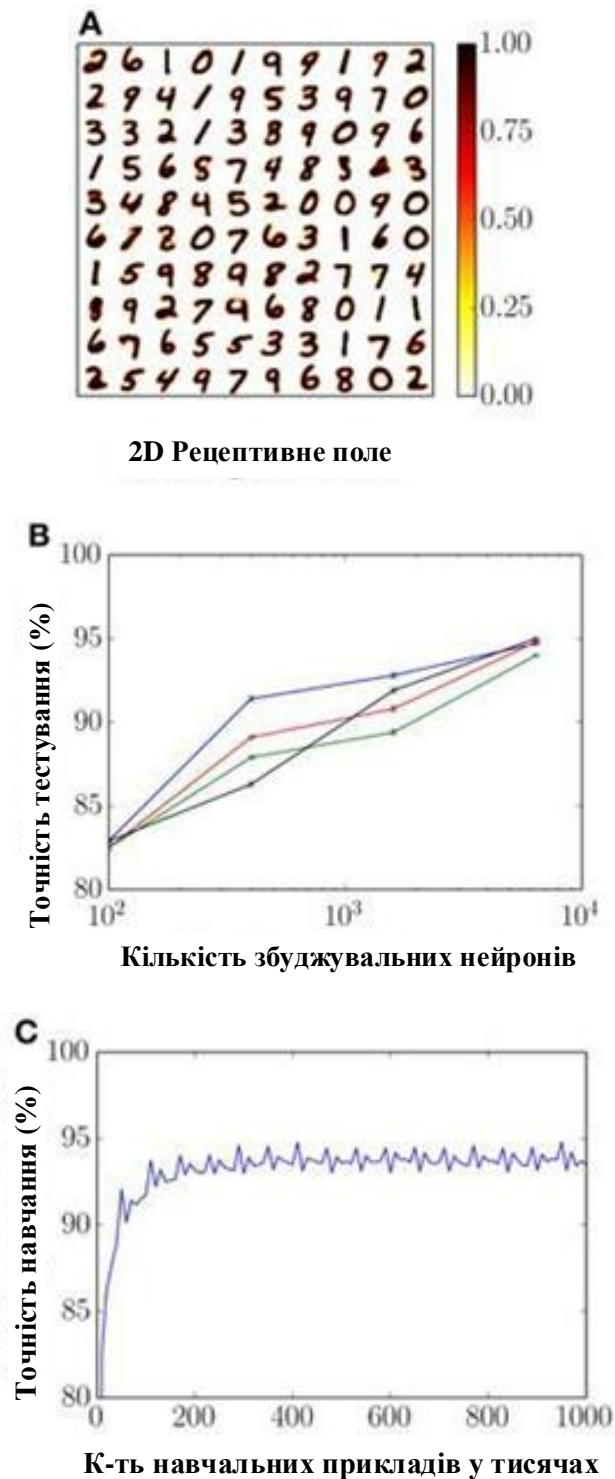 A
2 6 1 0 1 9 9 1 9 2
2 9 4 1 9 5 3 9 7 0
3 3 2 1 3 8 9 0 9 6
1 5 6 5 7 4 8 3 2 3
3 4 8 4 5 2 0 0 9 0
6 7 2 0 7 6 3 1 6 0
1 5 9 8 9 8 2 7 7 4
8 9 2 7 9 6 8 0 1 1
6 7 6 5 5 3 3 1 7 6
2 5 4 9 7 9 6 8 0 2
1.00
0.75
0.50
0.25
0.00
2D Рецептивне поле
B
Точність тестування (%)
100
95
90
85
80
10²
10³
10⁴
Кількість збуджувальних нейронів
C
Точність навчання (%)
100
95
90
85
80
0
200
400
600
800
1000
К-ть навчальних прикладів у тисячах